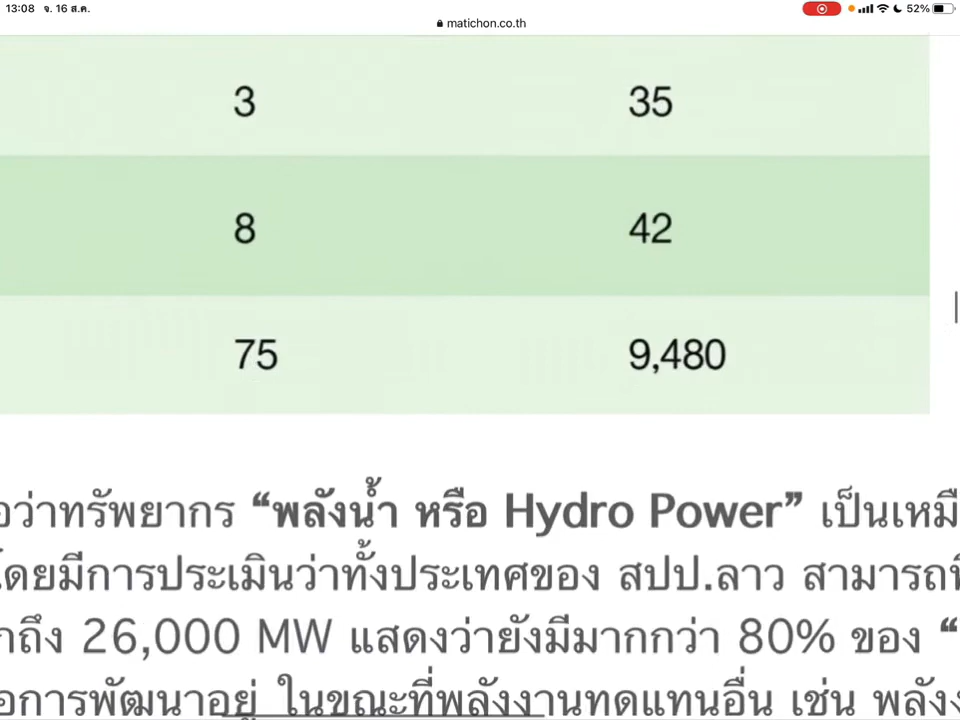 13:08 จ. 16 ส.ค. 52%
matichon.co.th
3 35
8 42
75 9,480
ว่าทรัพยากร “พลังน้ำ หรือ Hydro Power” เป็นเหมื
โดยมีการประเมินว่าทั้งประเทศของ สปป.ลาว สามารถ
ถึง 26,000 MW แสดงว่ายังมีมากกว่า 80% ของ “
การพัฒนาอยู่ ในขณะที่พลังงานทดแทนอื่น เช่น พลัง